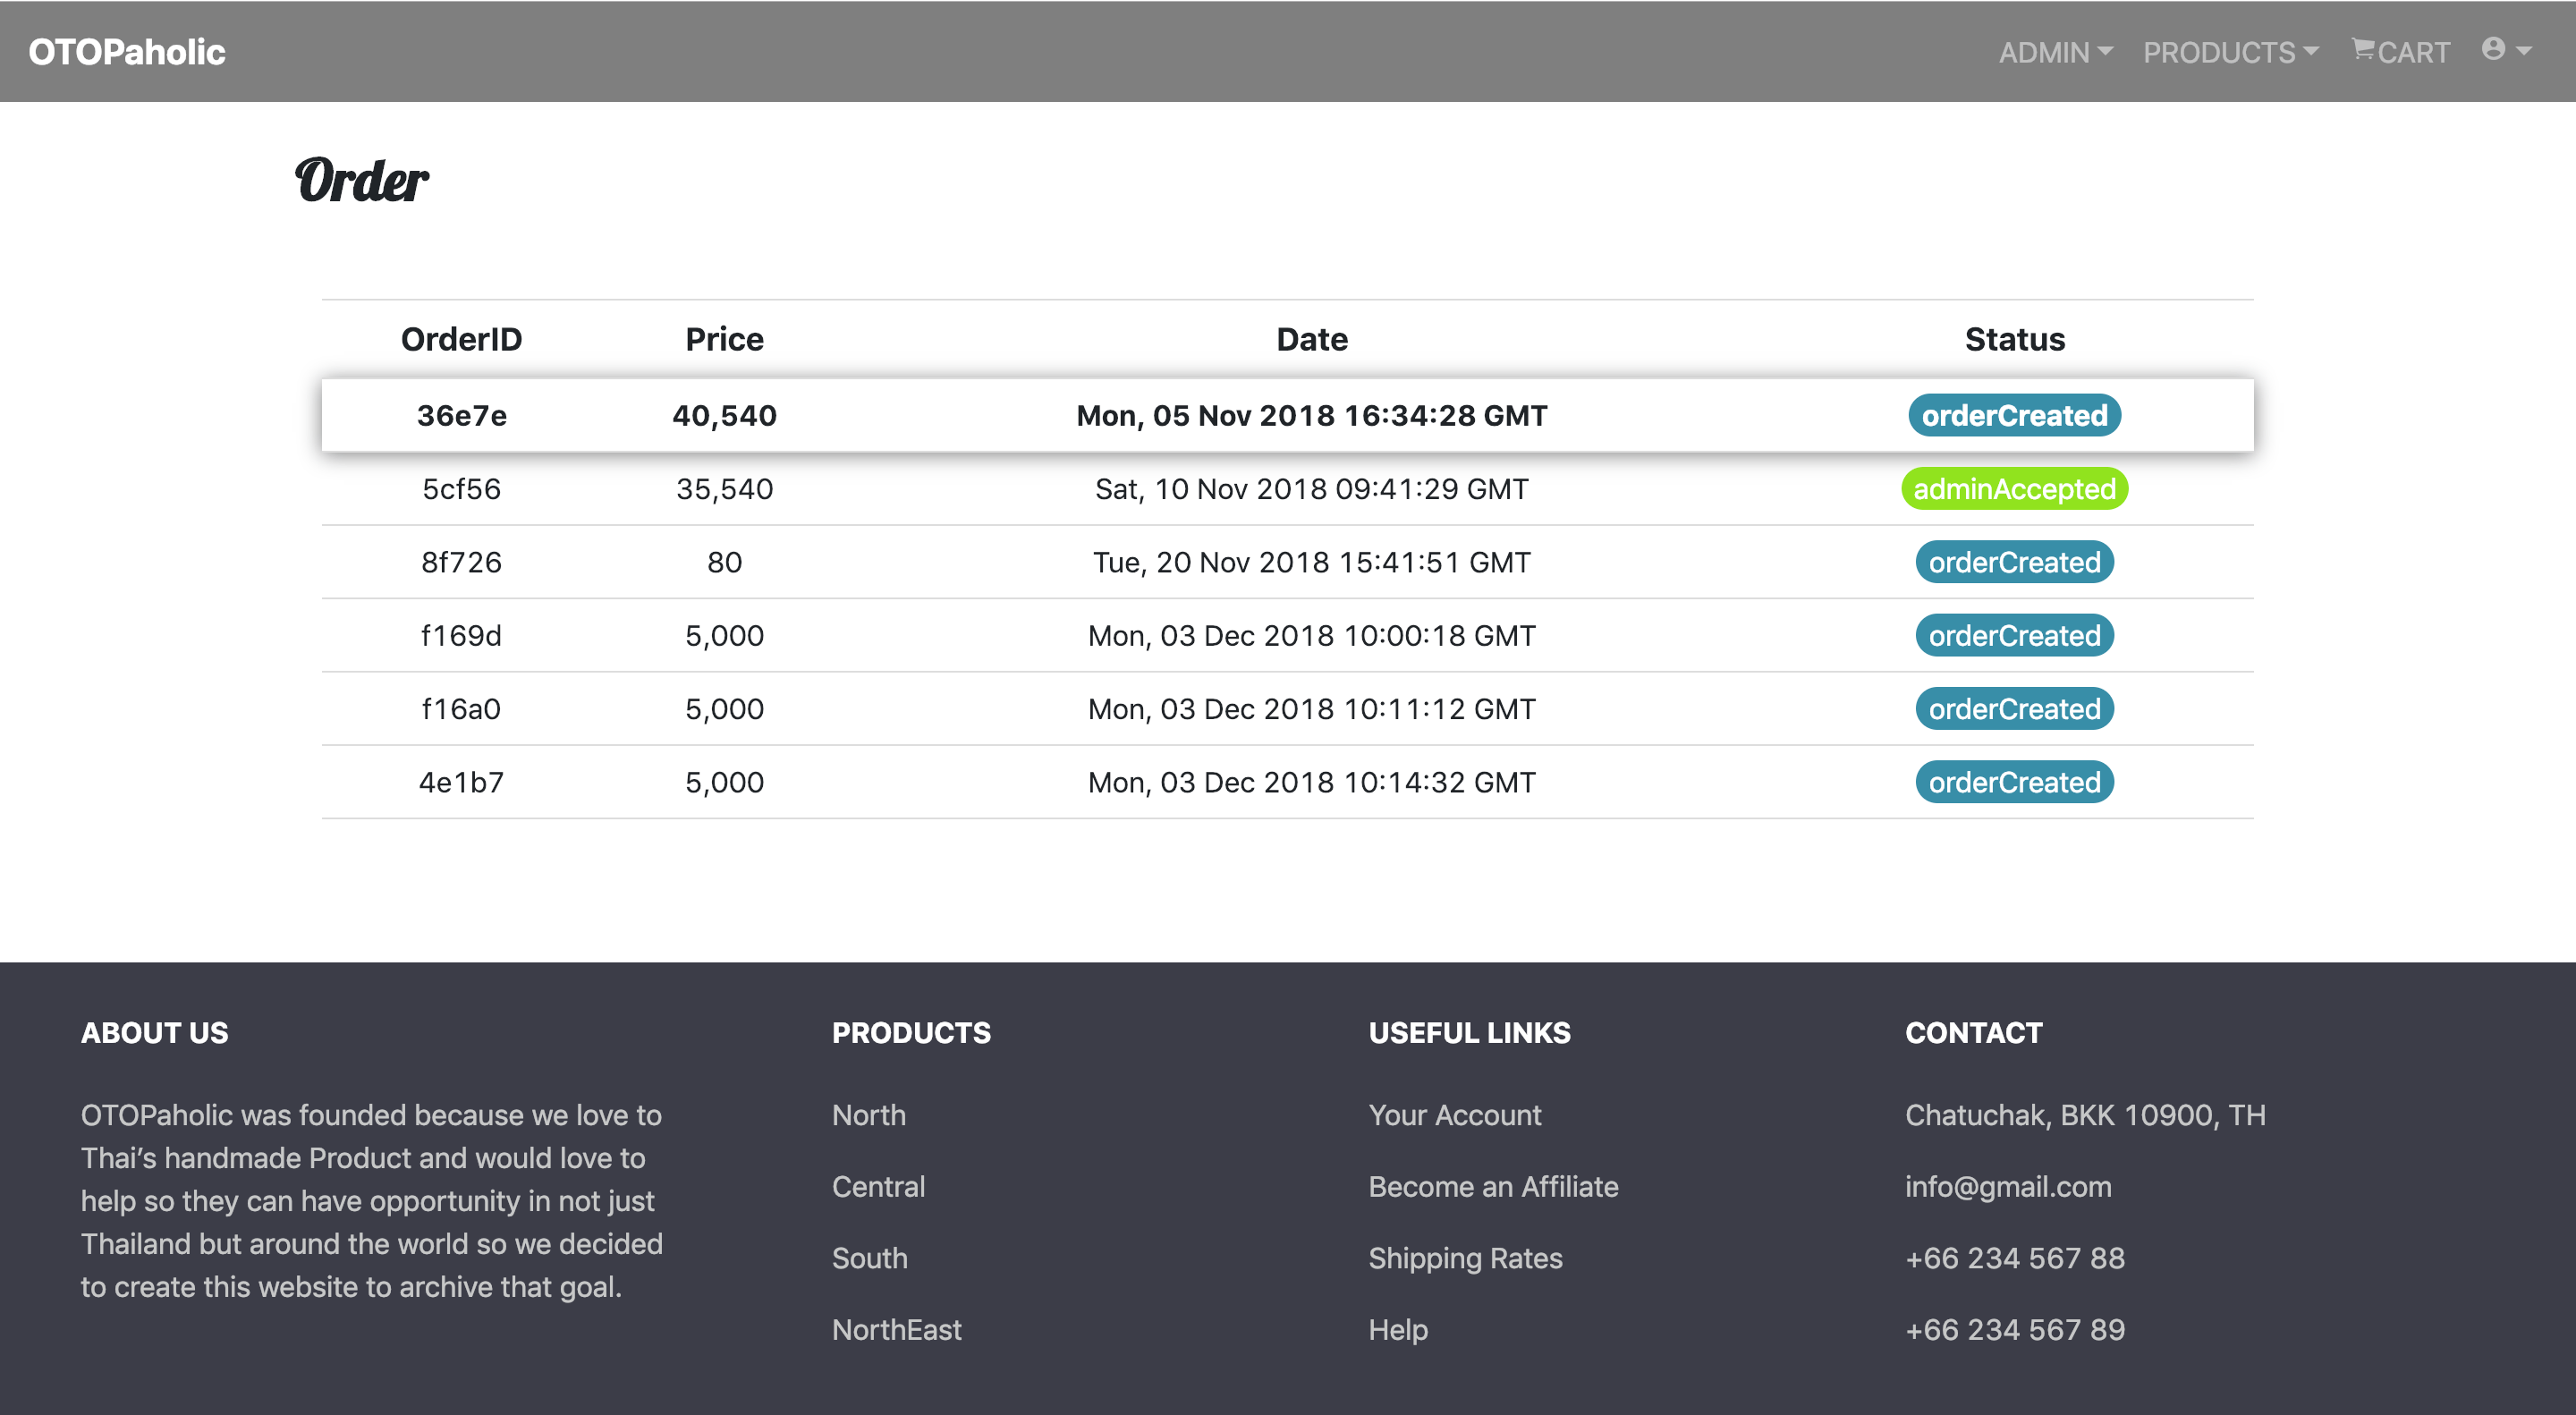 OTOPaholic ADMIN PRODUCTS CART
Order
OrderID Price Date Status
36e7e 40,540 Mon, 05 Nov 2018 16:34:28 GMT orderCreated
5cf56 35,540 Sat, 10 Nov 2018 09:41:29 GMT adminAccepted
8f726 80 Tue, 20 Nov 2018 15:41:51 GMT orderCreated
f169d 5,000 Mon, 03 Dec 2018 10:00:18 GMT orderCreated
f16a0 5,000 Mon, 03 Dec 2018 10:11:12 GMT orderCreated
4e1b7 5,000 Mon, 03 Dec 2018 10:14:32 GMT orderCreated
ABOUT US
OTOPaholic was founded because we love to
Thai’s handmade Product and would love to
help so they can have opportunity in not just
Thailand but around the world so we decided
to create this website to archive that goal.
PRODUCTS
North
Central
South
NorthEast
USEFUL LINKS
Your Account
Become an Affiliate
Shipping Rates
Help
CONTACT
Chatuchak, BKK 10900, TH
info@gmail.com
+66 234 567 88
+66 234 567 89